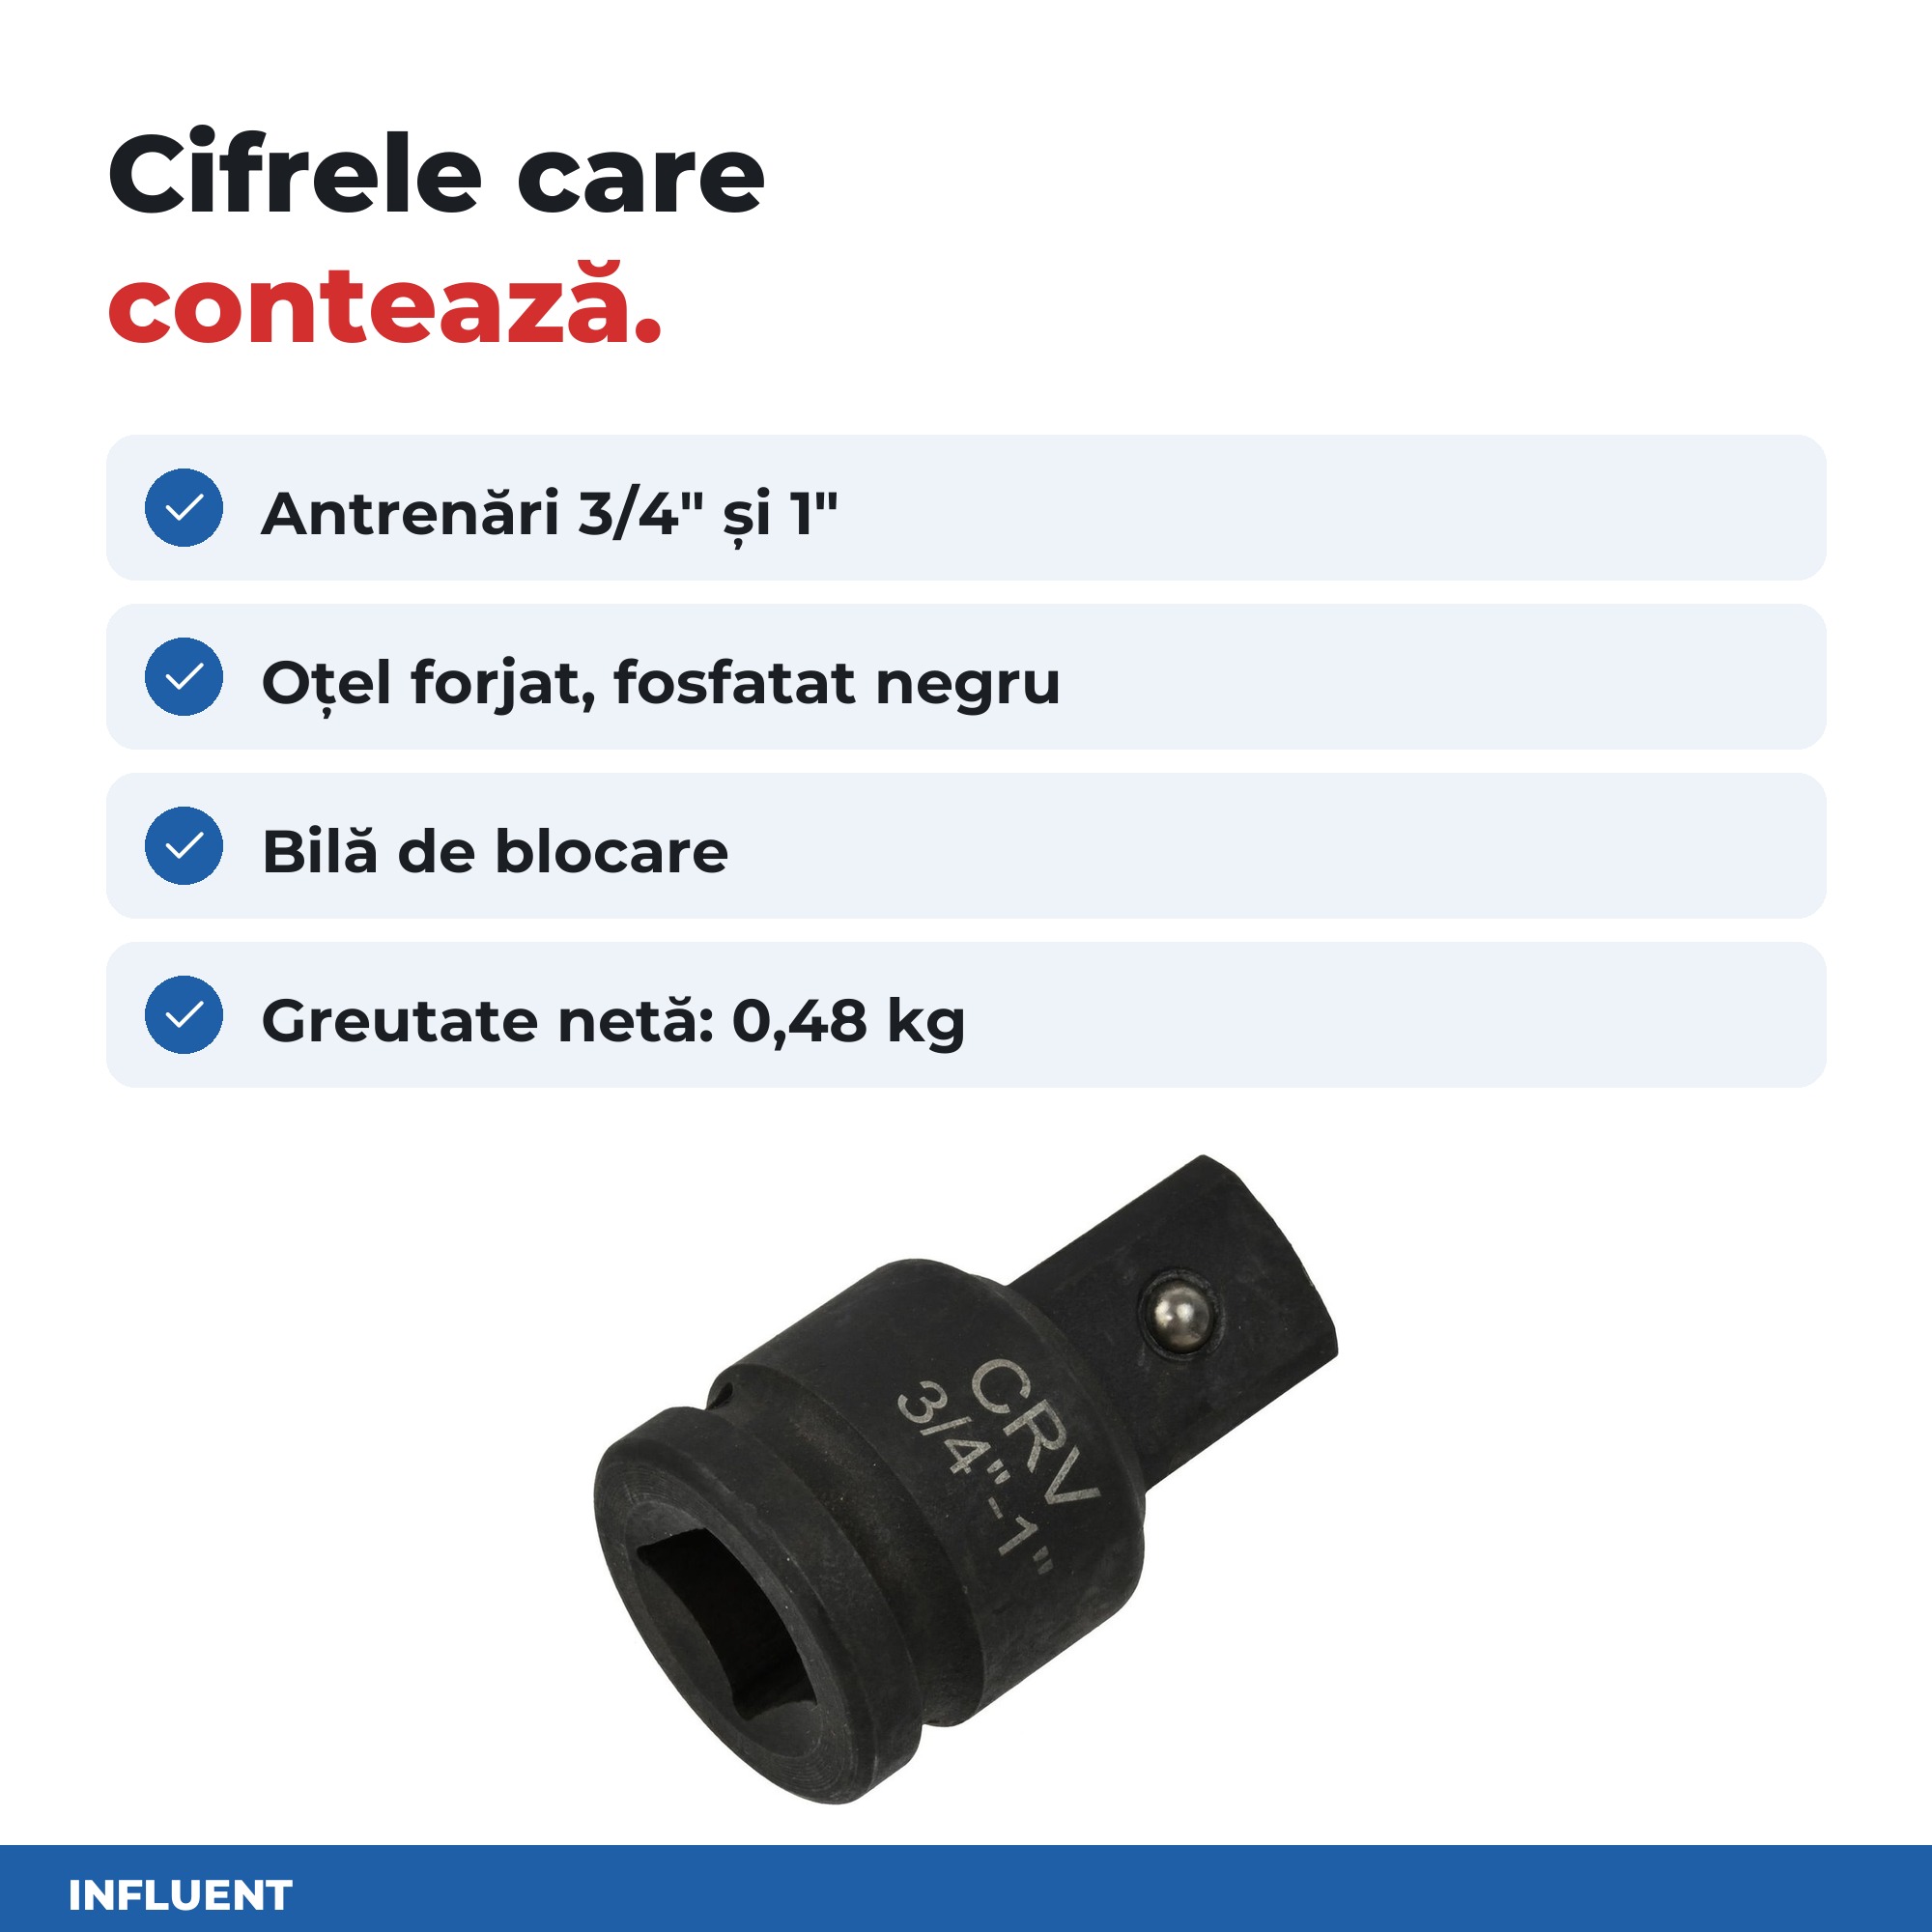 Cifrele care
contează.
Antrenări 3/4" și 1"
Oțel forjat, fosfatat negru
Bilă de blocare
Greutate netă: 0,48 kg
CRV
3/4"-1"
INFLUENT